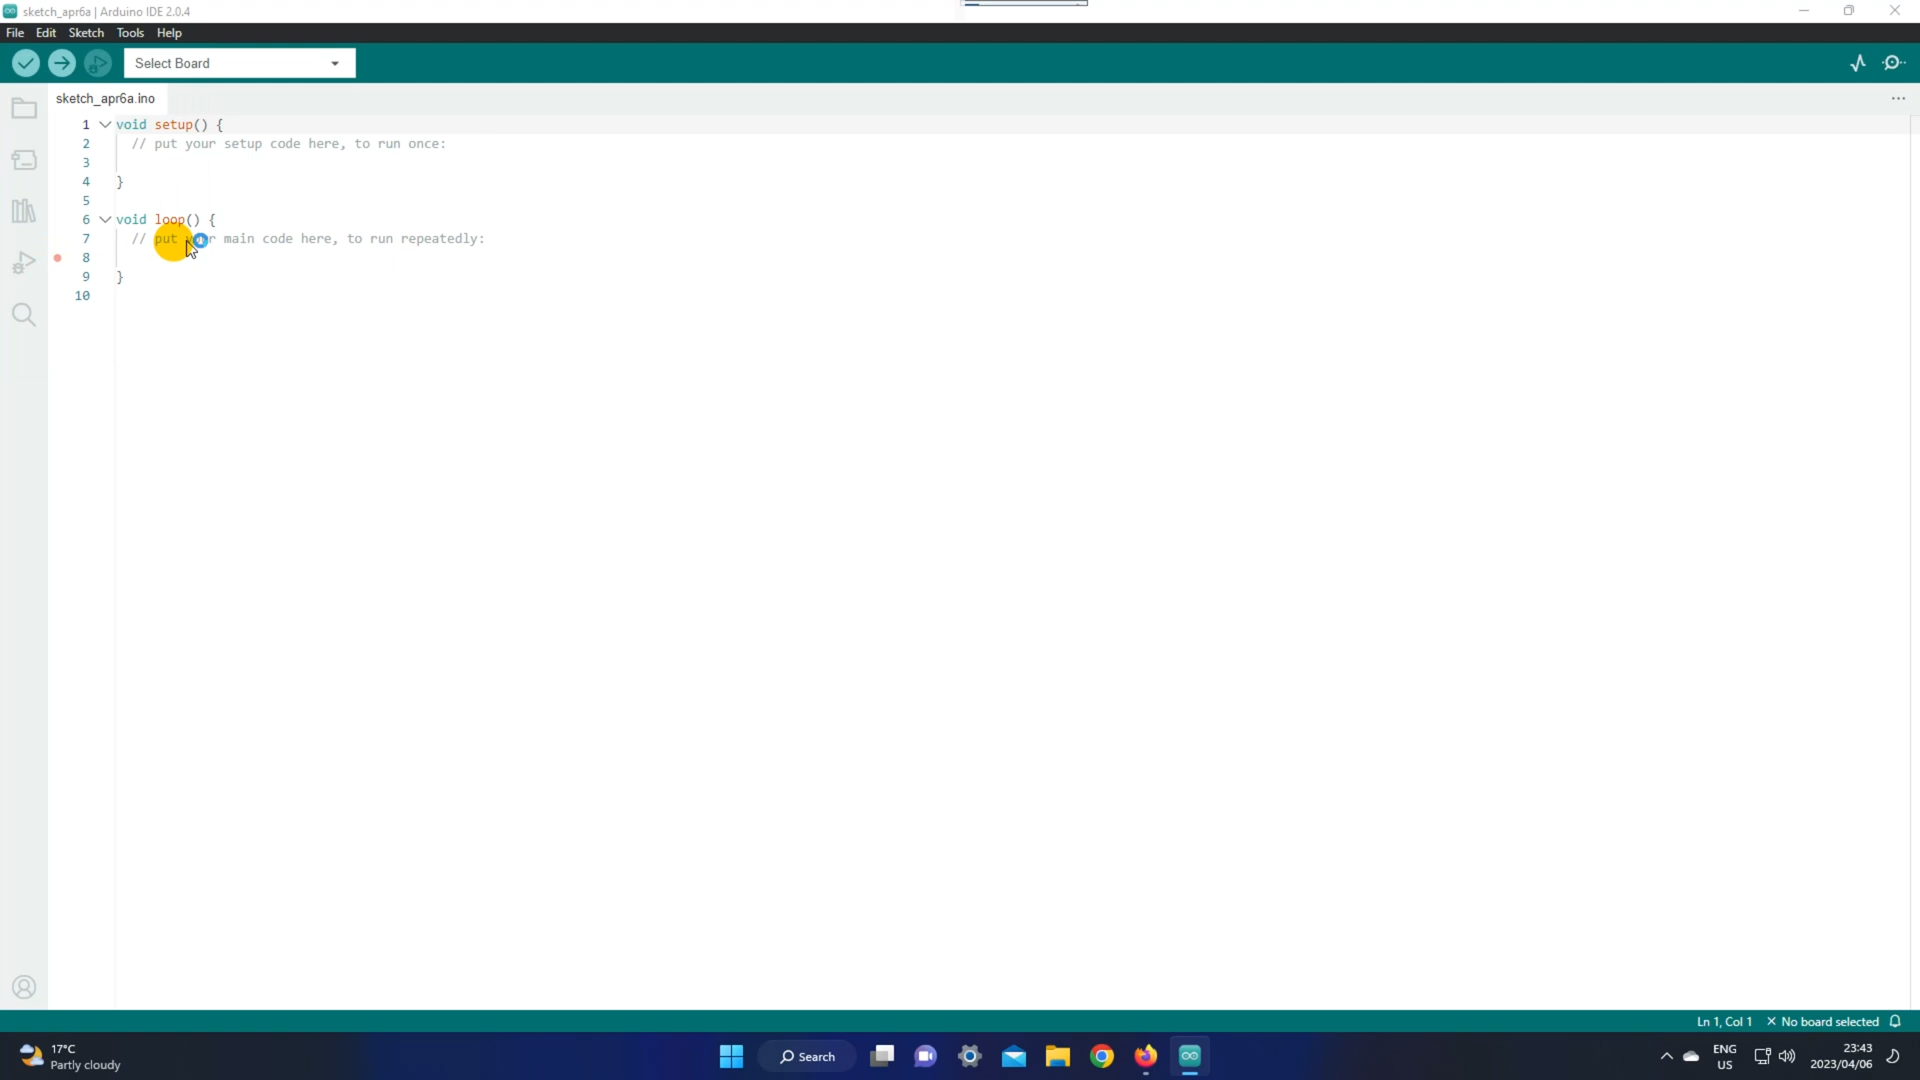 sketch_apr6a | Arduino IDE 2.0.4
File Edit Sketch Tools Help
Select Board
sketch_apr6a.ino
1 void setup() {
2 // put your setup code here, to run once:
3
4 }
5
6 void loop() {
7 // put your main code here, to run repeatedly:
8
9 }
10
Ln 1, Col 1 × No board selected
17°C
Partly cloudy
Search
ENG
US
23:43
2023/04/06